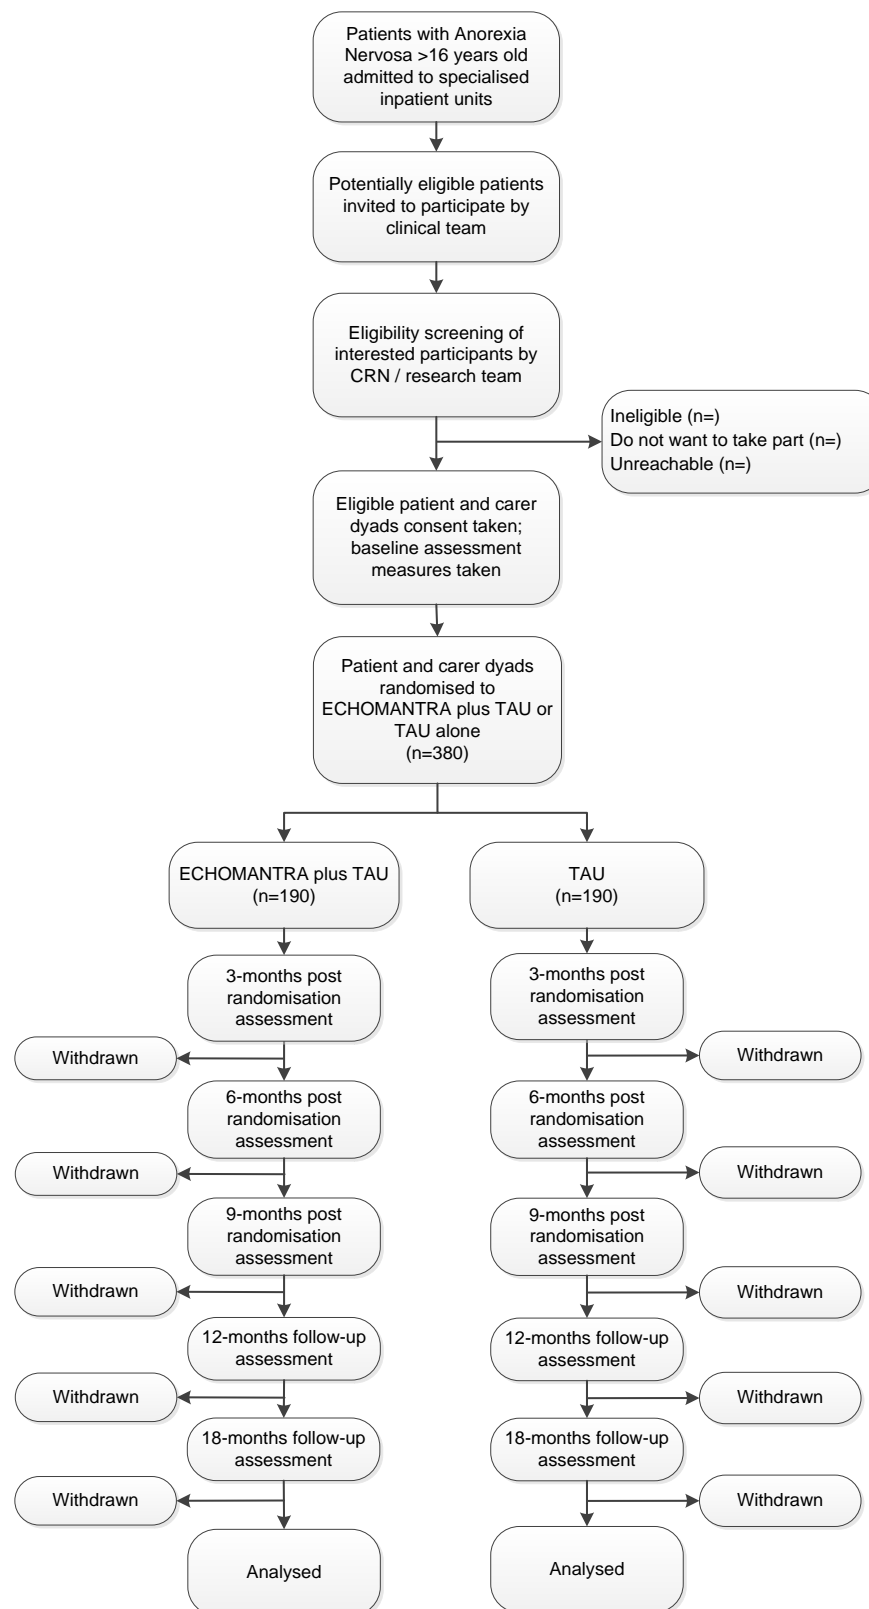 Patients with Anorexia
Nervosa >16 years old
admitted to specialised
inpatient units
Potentially eligible patients
invited to participate by
clinical team
Eligibility screening of
interested participants by
CRN / research team
Ineligible (n=)
Do not want to take part (n=)
Unreachable (n=)
Eligible patient and carer
dyads consent taken;
baseline assessment
measures taken
Patient and carer dyads
randomised to
ECHOMANTRA plus TAU or
TAU alone
(n=380)
ECHOMANTRA plus TAU
(n=190)
TAU
(n=190)
3-months post
randomisation
assessment
3-months post
randomisation
assessment
Withdrawn
Withdrawn
6-months post
randomisation
assessment
6-months post
randomisation
assessment
Withdrawn
Withdrawn
9-months post
randomisation
assessment
9-months post
randomisation
assessment
Withdrawn
Withdrawn
12-months follow-up
assessment
12-months follow-up
assessment
Withdrawn
Withdrawn
18-months follow-up
assessment
18-months follow-up
assessment
Withdrawn
Withdrawn
Analysed
Analysed